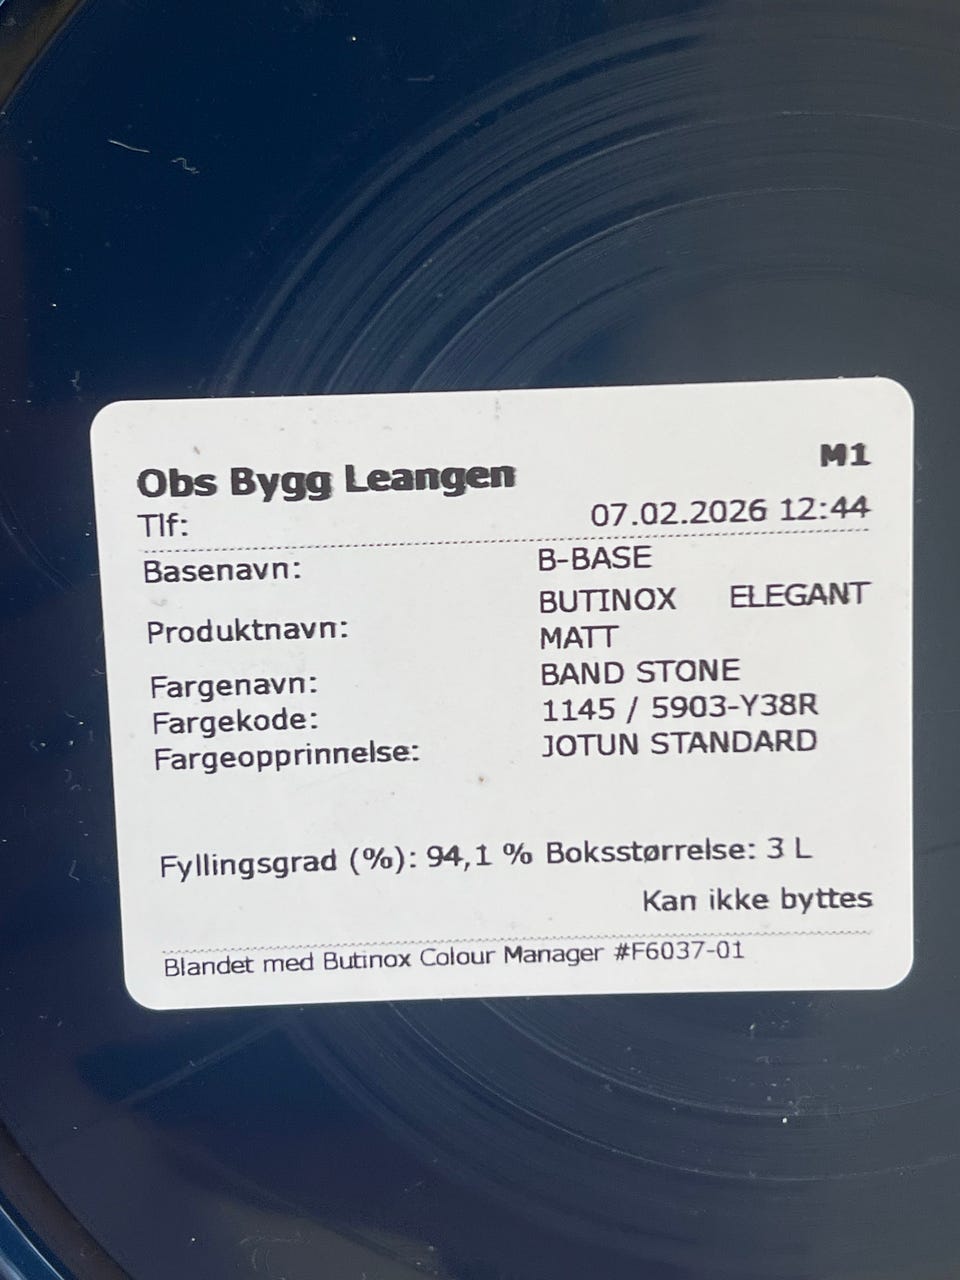 Obs Bygg Leangen M1
Tlf: 07.02.2026 12:44
Basenavn: B-BASE
Produktnavn: BUTINOX ELEGANT
MATT
Fargenavn: BAND STONE
Fargekode: 1145 / 5903-Y38R
Fargeopprinnelse: JOTUN STANDARD
Fyllingsgrad (%): 94,1 % Boksstørrelse: 3 L
Kan ikke byttes
Blandet med Butinox Colour Manager #F6037-01